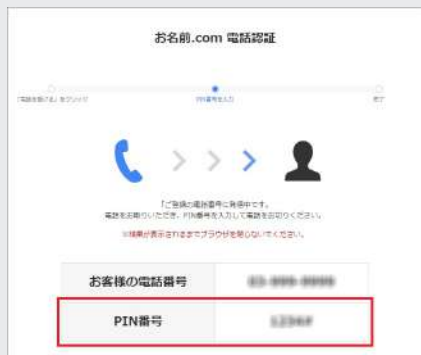 お名前.com 電話認証
「電話を掛ける」をクリック PIN番号を入力 完了
「ご登録の電話番号に発信中です。
電話をお取りいただき、PIN番号を入力して電話をお切りください。
※結果が表示されるまでブラウザを閉じないでください。
お客様の電話番号
PIN番号